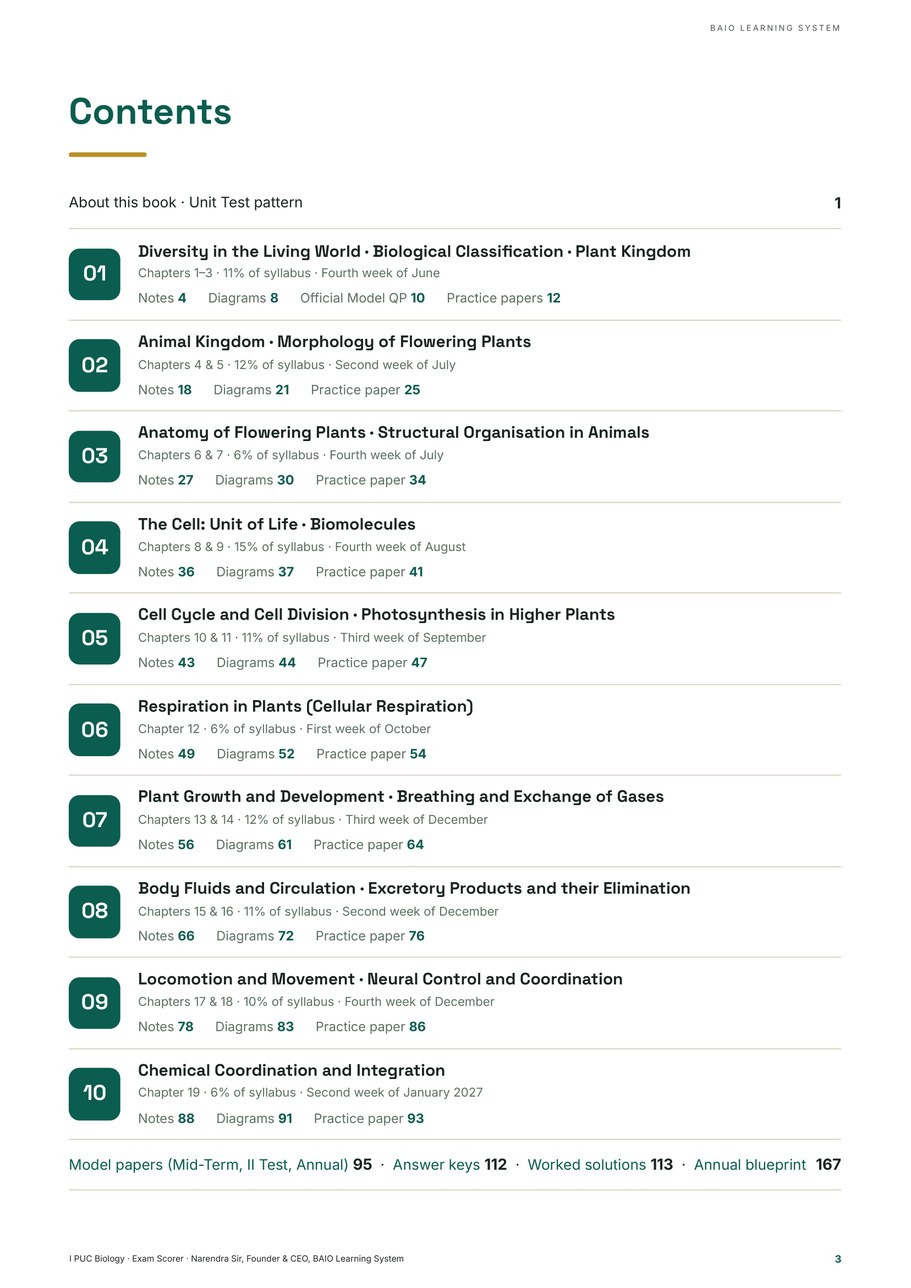 BAIO LEARNING SYSTEM
Contents
About this book · Unit Test pattern 1
01
Diversity in the Living World · Biological Classification · Plant Kingdom
Chapters 1–3 · 11% of syllabus · Fourth week of June
Notes 4 Diagrams 8 Official Model QP 10 Practice papers 12
02
Animal Kingdom · Morphology of Flowering Plants
Chapters 4 & 5 · 12% of syllabus · Second week of July
Notes 18 Diagrams 21 Practice paper 25
03
Anatomy of Flowering Plants · Structural Organisation in Animals
Chapters 6 & 7 · 6% of syllabus · Fourth week of July
Notes 27 Diagrams 30 Practice paper 34
04
The Cell: Unit of Life · Biomolecules
Chapters 8 & 9 · 15% of syllabus · Fourth week of August
Notes 36 Diagrams 37 Practice paper 41
05
Cell Cycle and Cell Division · Photosynthesis in Higher Plants
Chapters 10 & 11 · 11% of syllabus · Third week of September
Notes 43 Diagrams 44 Practice paper 47
06
Respiration in Plants (Cellular Respiration)
Chapter 12 · 6% of syllabus · First week of October
Notes 49 Diagrams 52 Practice paper 54
07
Plant Growth and Development · Breathing and Exchange of Gases
Chapters 13 & 14 · 12% of syllabus · Third week of December
Notes 56 Diagrams 61 Practice paper 64
08
Body Fluids and Circulation · Excretory Products and their Elimination
Chapters 15 & 16 · 11% of syllabus · Second week of December
Notes 66 Diagrams 72 Practice paper 76
09
Locomotion and Movement · Neural Control and Coordination
Chapters 17 & 18 · 10% of syllabus · Fourth week of December
Notes 78 Diagrams 83 Practice paper 86
10
Chemical Coordination and Integration
Chapter 19 · 6% of syllabus · Second week of January 2027
Notes 88 Diagrams 91 Practice paper 93
Model papers (Mid-Term, II Test, Annual) 95 · Answer keys 112 · Worked solutions 113 · Annual blueprint 167
I PUC Biology · Exam Scorer · Narendra Sir, Founder & CEO, BAIO Learning System 3